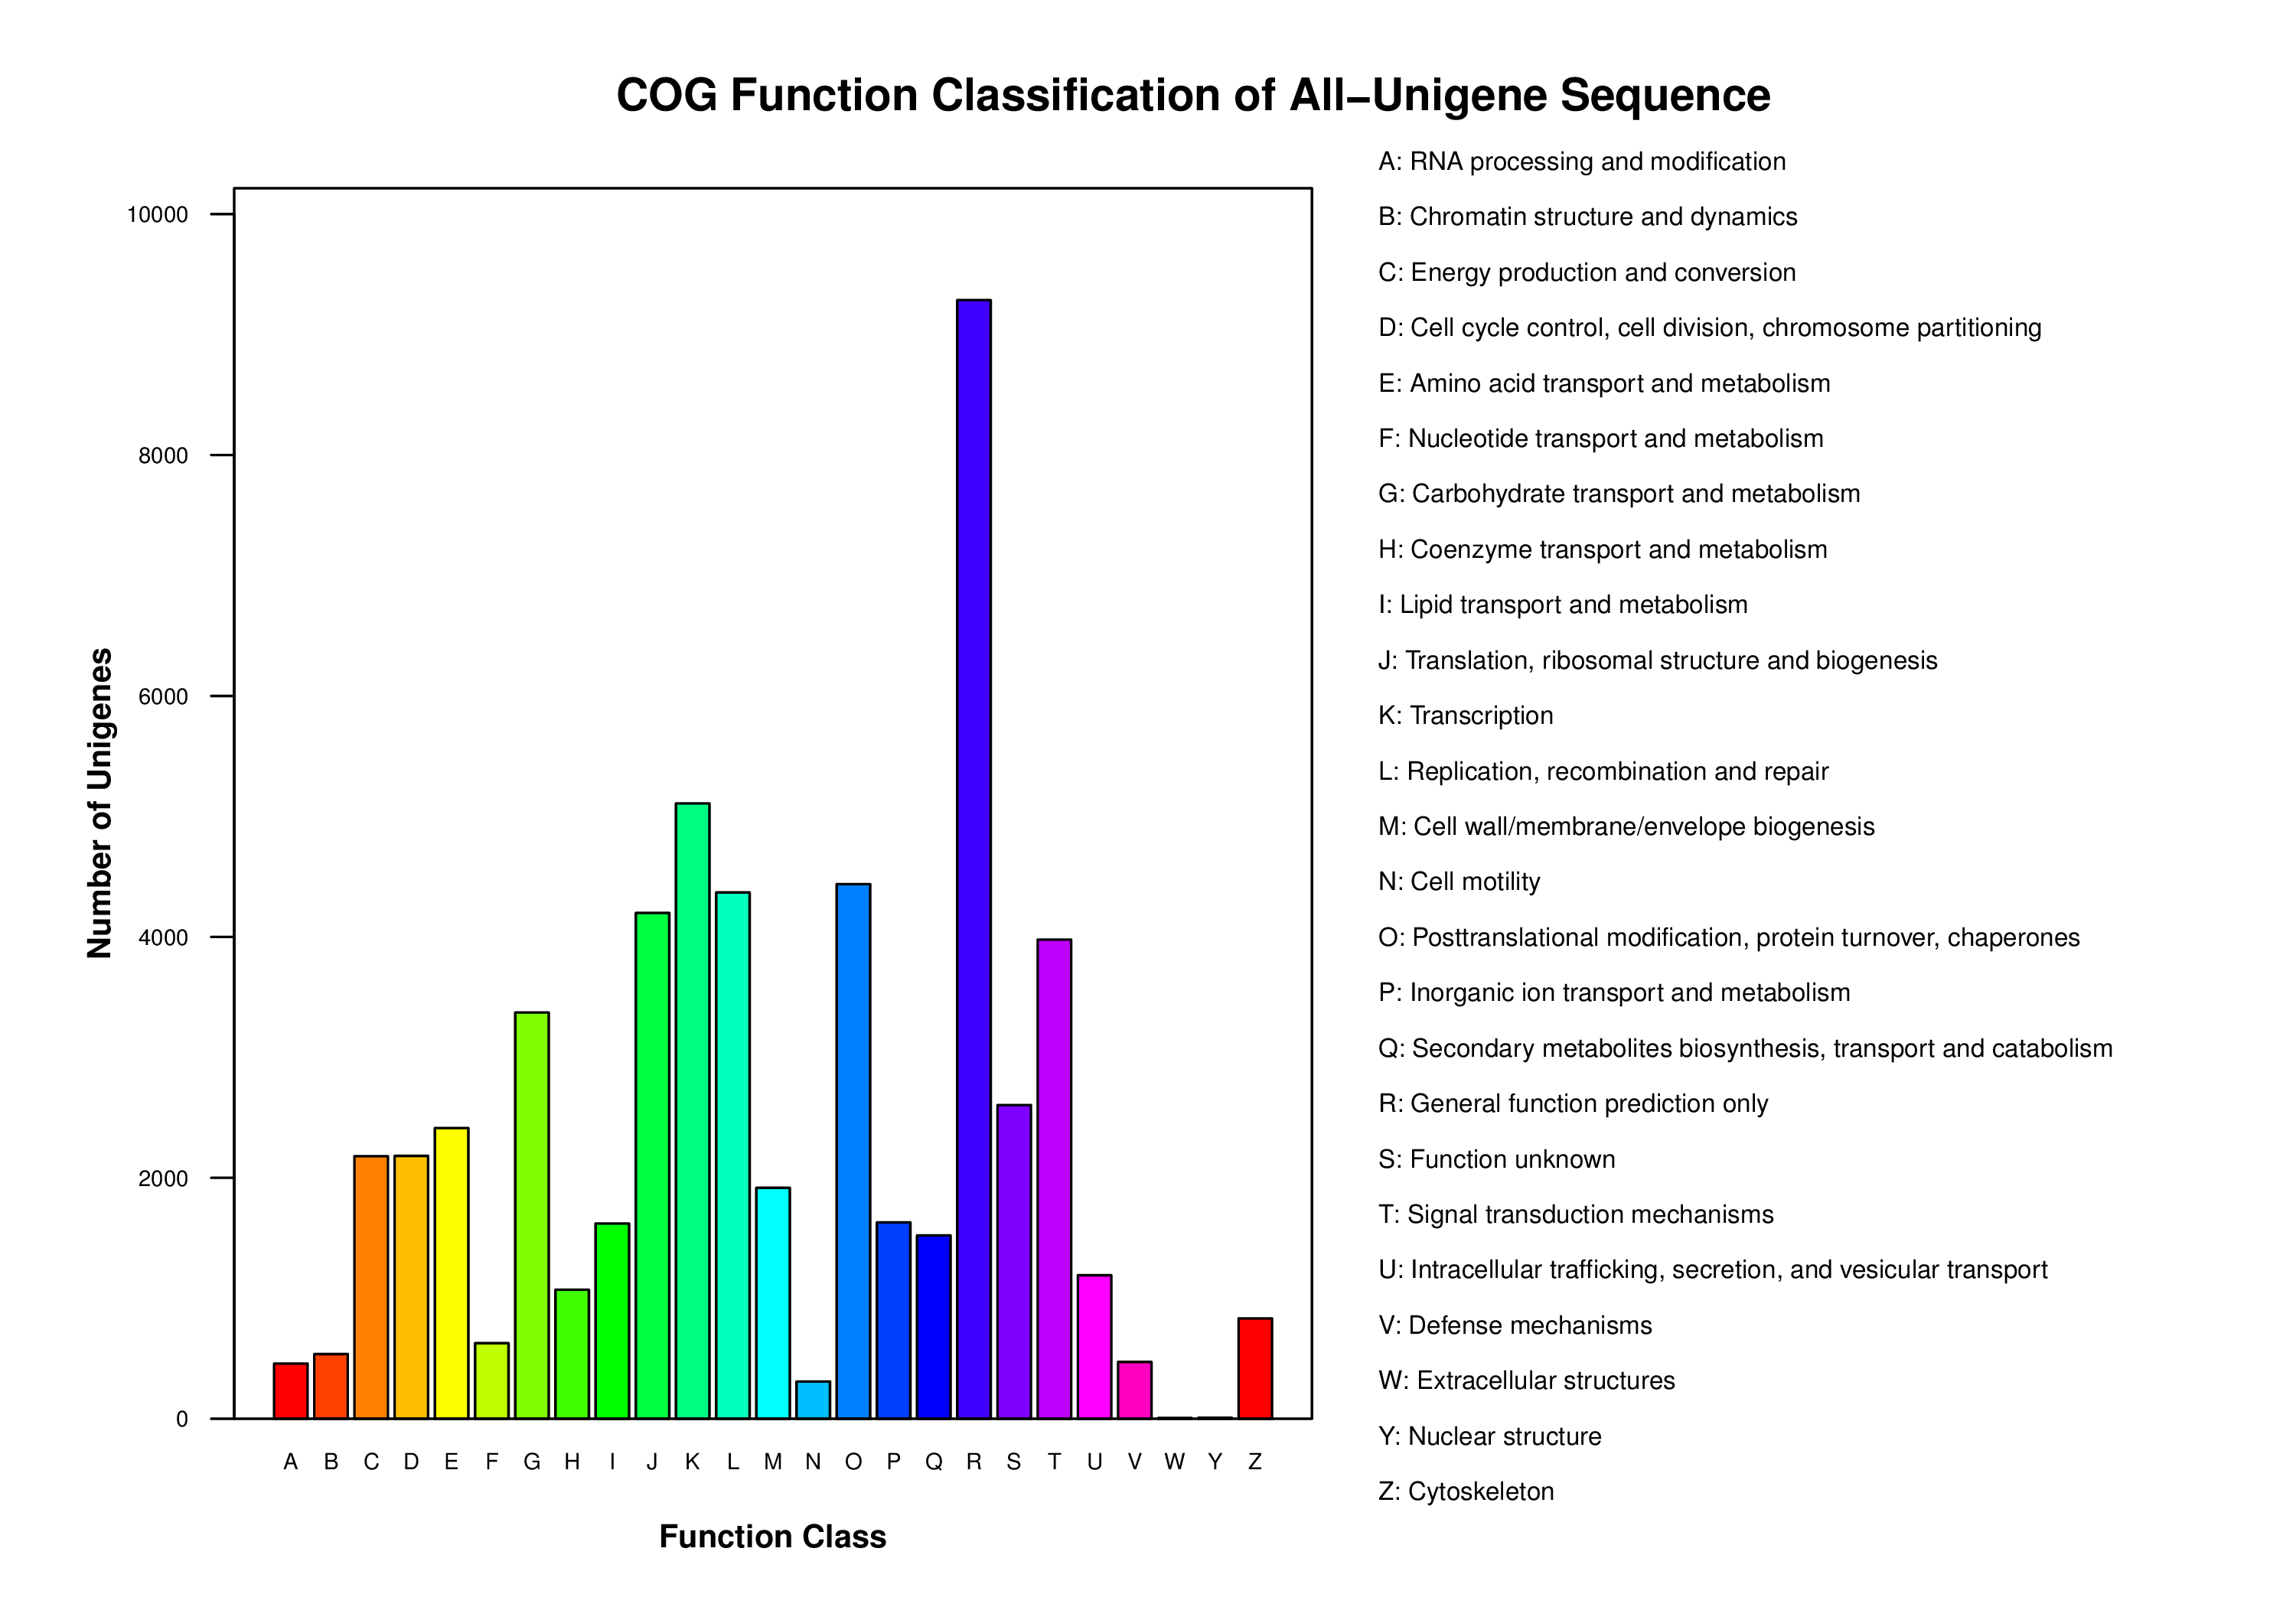 COG Function Classification of All−Unigene Sequence
10000
8000
6000
4000
2000
0
Number of Unigenes
A B C D E F G H I J K L M N O P Q R S T U V W Y Z
Function Class
A: RNA processing and modification
B: Chromatin structure and dynamics
C: Energy production and conversion
D: Cell cycle control, cell division, chromosome partitioning
E: Amino acid transport and metabolism
F: Nucleotide transport and metabolism
G: Carbohydrate transport and metabolism
H: Coenzyme transport and metabolism
I: Lipid transport and metabolism
J: Translation, ribosomal structure and biogenesis
K: Transcription
L: Replication, recombination and repair
M: Cell wall/membrane/envelope biogenesis
N: Cell motility
O: Posttranslational modification, protein turnover, chaperones
P: Inorganic ion transport and metabolism
Q: Secondary metabolites biosynthesis, transport and catabolism
R: General function prediction only
S: Function unknown
T: Signal transduction mechanisms
U: Intracellular trafficking, secretion, and vesicular transport
V: Defense mechanisms
W: Extracellular structures
Y: Nuclear structure
Z: Cytoskeleton